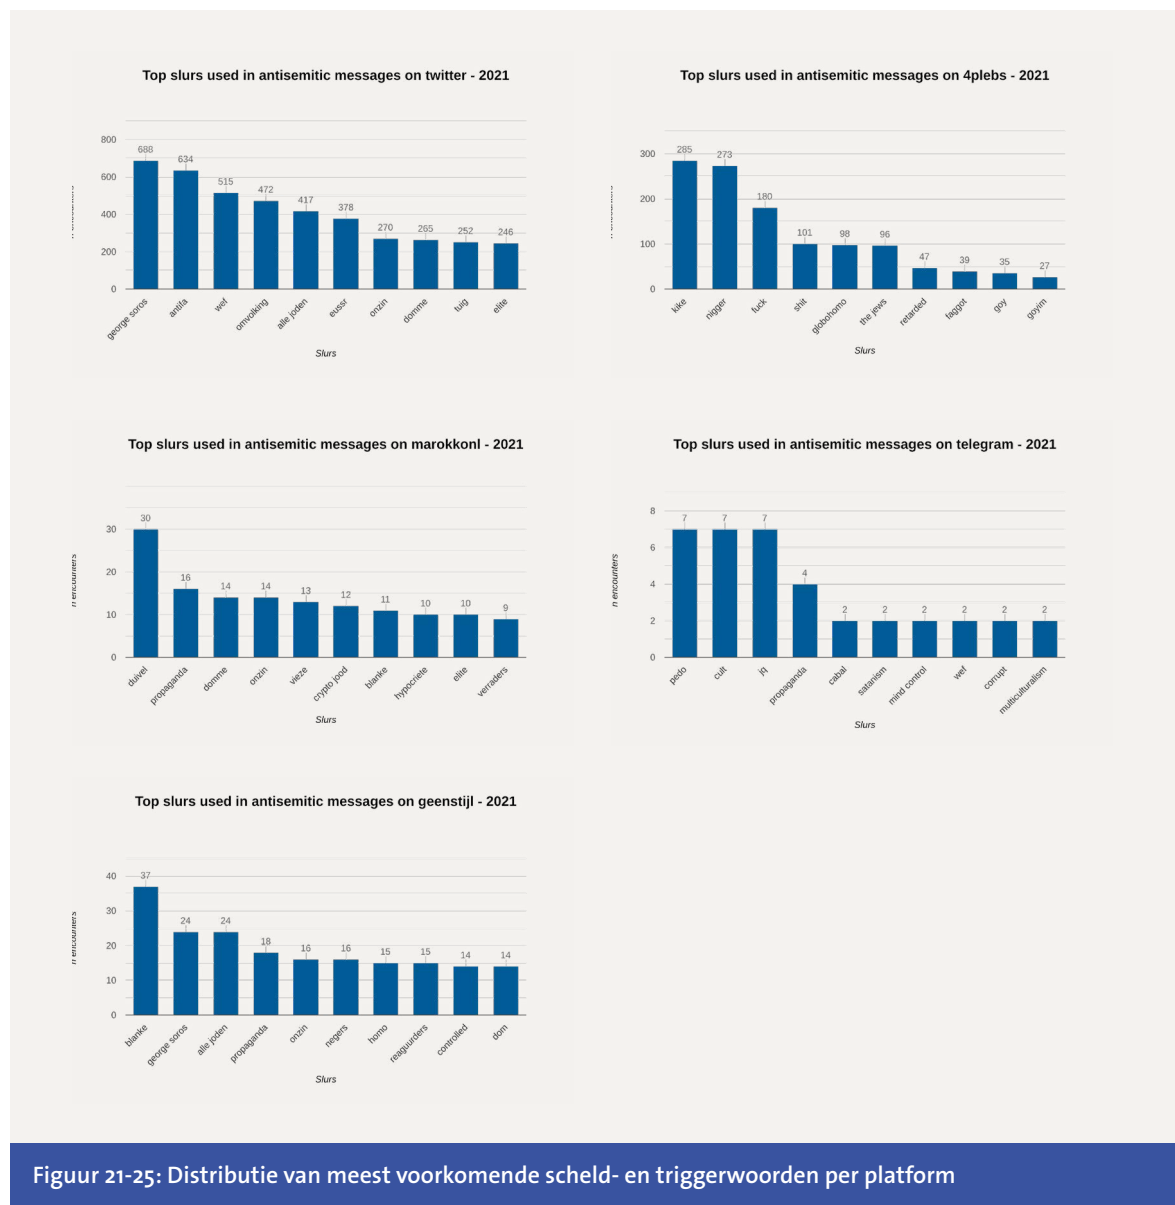 Top slurs used in antisemitic messages on twitter - 2021
800
600
400
200
0
688
634
515
472
417
378
270
265
252
246
george soros
antifa
wef
omvolking
alle joden
eussr
onzin
domme
tuig
elite
Slurs
Top slurs used in antisemitic messages on 4plebs - 2021
300
200
100
0
285
273
180
101
98
96
47
39
35
27
kike
nigger
fuck
shit
globohomo
the jews
retarded
faggot
goy
goyim
Slurs
Top slurs used in antisemitic messages on marokkonl - 2021
n encounters
30
20
10
0
30
16
14
14
13
12
11
10
10
9
duivel
propaganda
domme
onzin
vieze
crypto jood
blanke
hypocriete
elite
verraders
Slurs
Top slurs used in antisemitic messages on telegram - 2021
n encounters
8
6
4
2
0
7
7
7
4
2
2
2
2
2
2
pedo
cult
jq
propaganda
cabal
satanism
mind control
wef
corrupt
multiculturalism
Slurs
Top slurs used in antisemitic messages on geenstijl - 2021
n encounters
40
30
20
10
0
37
24
24
18
16
16
15
15
14
14
blanke
george soros
alle joden
propaganda
onzin
negers
homo
reaguurders
controlled
dom
Slurs
Figuur 21-25: Distributie van meest voorkomende scheld- en triggerwoorden per platform